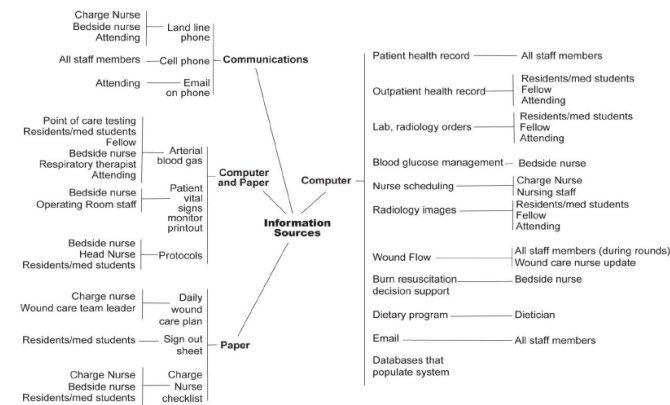 Charge Nurse
Bedside nurse
Attending
Land line
phone
All staff members
Cell phone
Communications
Attending
Email
on phone
Point of care testing
Residents/med students
Fellow
Bedside nurse
Respiratory therapist
Attending
Arterial
blood gas
Computer
and Paper
Bedside nurse
Operating Room staff
Patient
vital
signs
monitor
printout
Bedside nurse
Head Nurse
Residents/med students
Protocols
Information
Sources
Charge nurse
Wound care team leader
Daily
wound
care plan
Residents/med students
Sign out
sheet
Paper
Charge Nurse
Bedside nurse
Residents/med students
Charge
Nurse
checklist
Computer
Patient health record
All staff members
Outpatient health record
Residents/med students
Fellow
Attending
Lab, radiology orders
Residents/med students
Fellow
Attending
Blood glucose management
Bedside nurse
Nurse scheduling
Charge Nurse
Nursing staff
Radiology images
Residents/med students
Fellow
Attending
Wound Flow
All staff members (during rounds)
Wound care nurse update
Burn resuscitation
decision support
Bedside nurse
Dietary program
Dietician
Email
All staff members
Databases that
populate system